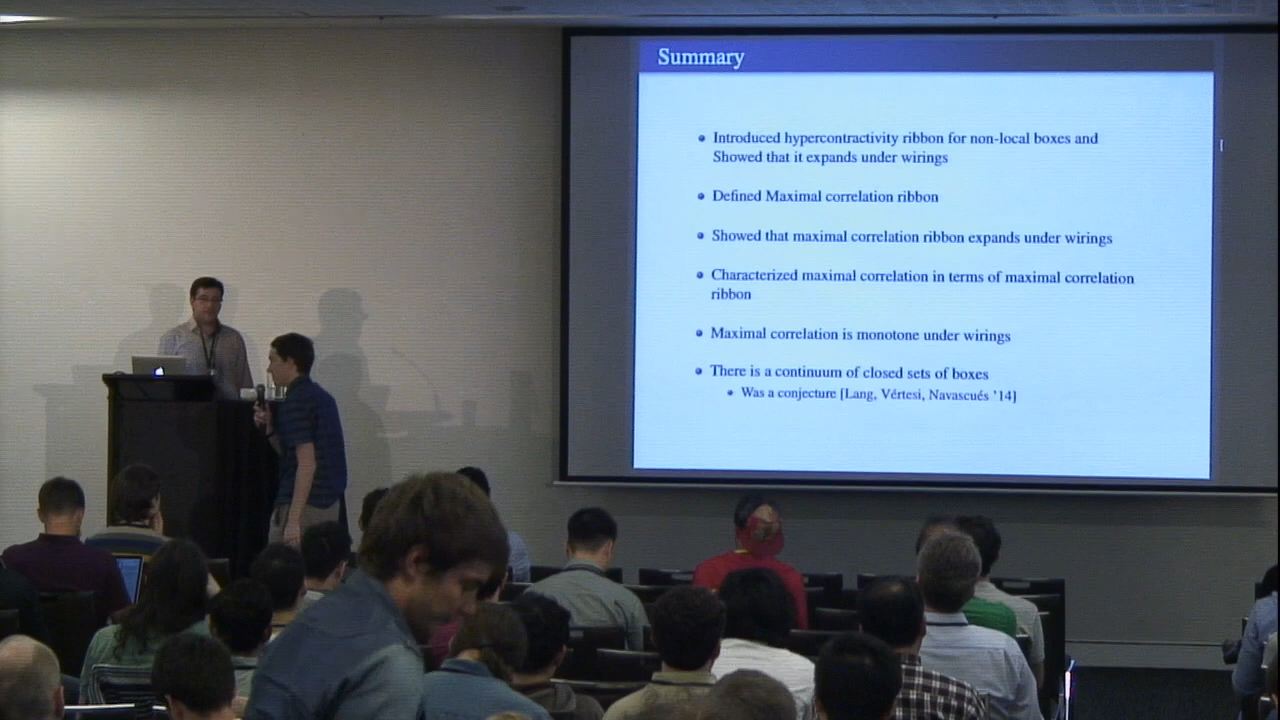 Summary
Introduced hypercontractivity ribbon for non-local boxes and
Showed that it expands under wirings
Defined Maximal correlation ribbon
Showed that maximal correlation ribbon expands under wirings
Characterized maximal correlation in terms of maximal correlation
ribbon
Maximal correlation is monotone under wirings
There is a continuum of closed sets of boxes
Was a conjecture [Lang, Vértesi, Navascués '14]